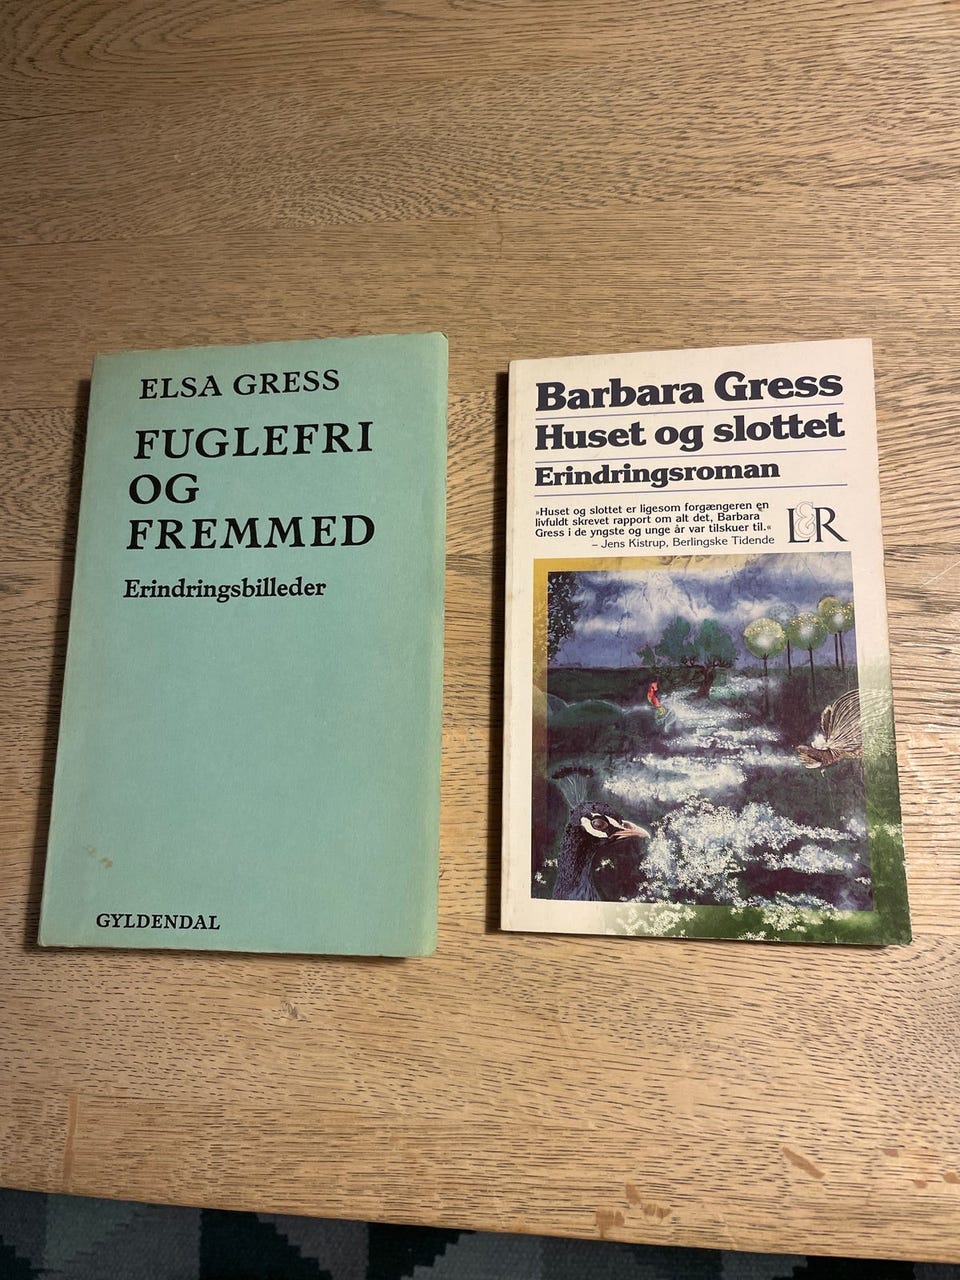 ELSA GRESS
FUGLEFRI
OG
FREMMED
Erindringsbilleder
GYLDENDAL
Barbara Gress
Huset og slottet
Erindringsroman
»Huset og slottet er ligesom forgængeren en
livfuldt skrevet rapport om alt det, Barbara
Gress i de yngste og unge år var tilskuer til.«
– Jens Kistrup, Berlingske Tidende
L&R